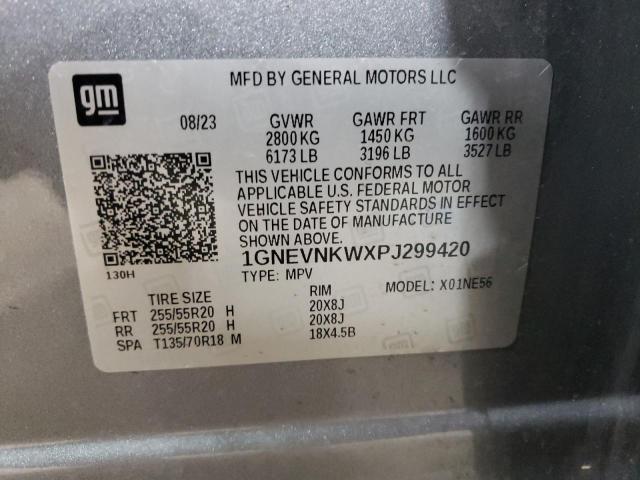 gm
MFD BY GENERAL MOTORS LLC
08/23 GVWR GAWR FRT GAWR RR
2800 KG 1450 KG 1600 KG
6173 LB 3196 LB 3527 LB
THIS VEHICLE CONFORMS TO ALL
APPLICABLE U.S. FEDERAL MOTOR
VEHICLE SAFETY STANDARDS IN EFFECT
ON THE DATE OF MANUFACTURE
SHOWN ABOVE.
1GNEVNKWXPJ299420
130H
TYPE: MPV MODEL: X01NE56
TIRE SIZE RIM
FRT 255/55R20 H 20X8J
RR 255/55R20 H 20X8J
SPA T135/70R18 M 18X4.5B
gm